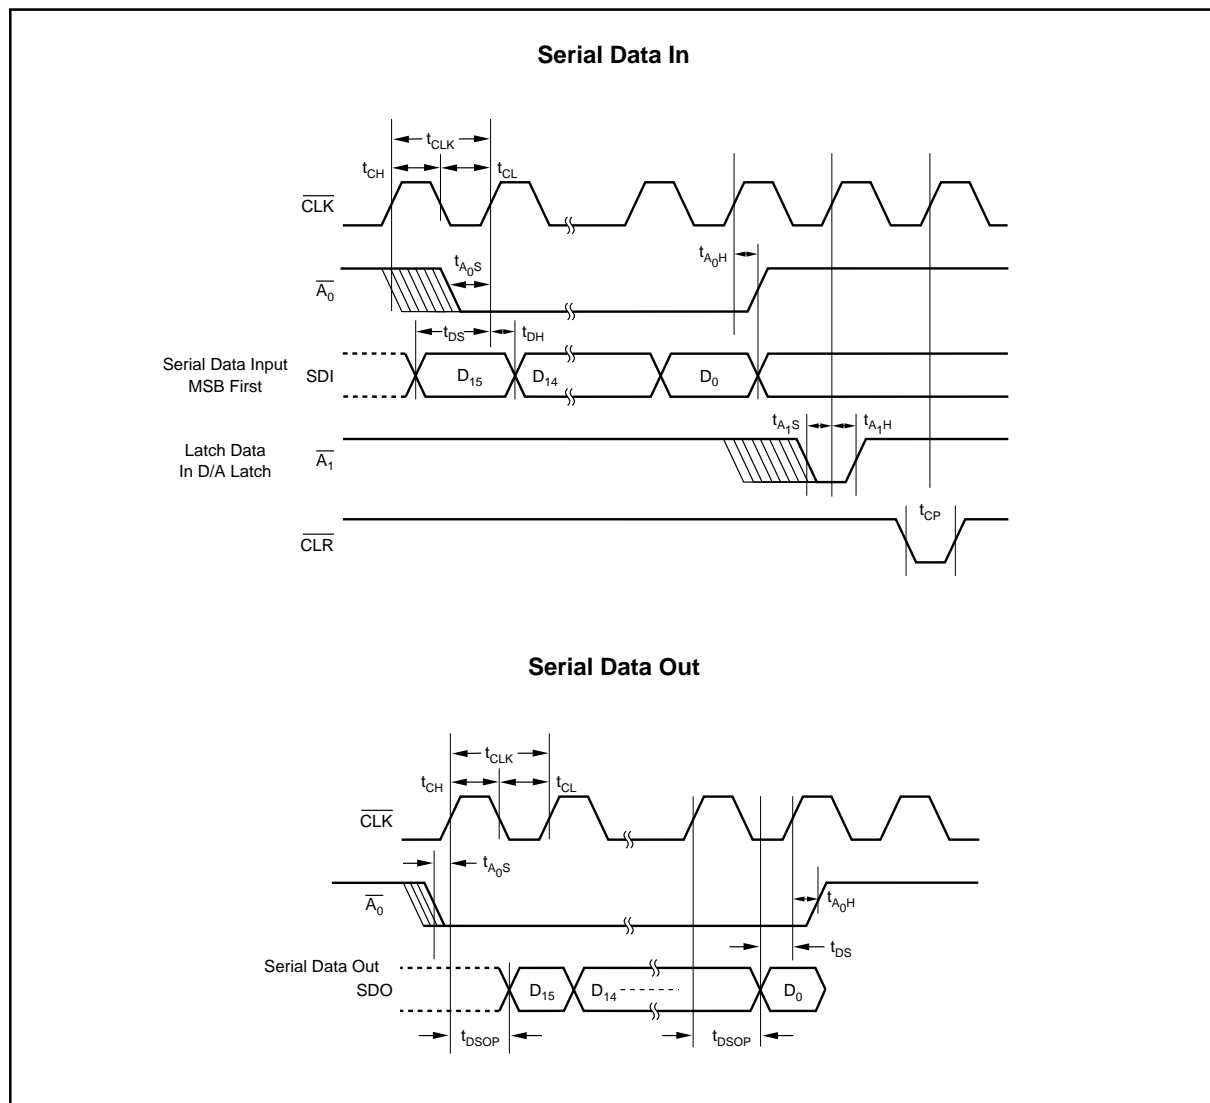 Serial Data In
tCLK
tCH
tCL
CLK
tA0S
tA0H
A0
tDS
tDH
Serial Data Input
MSB First
SDI
D15
D14
D0
tA1S
tA1H
Latch Data
In D/A Latch
A1
tCP
CLR
Serial Data Out
tCLK
tCH
tCL
CLK
tA0S
A0
tA0H
tDS
Serial Data Out
SDO
D15
D14
D0
tDSOP
tDSOP